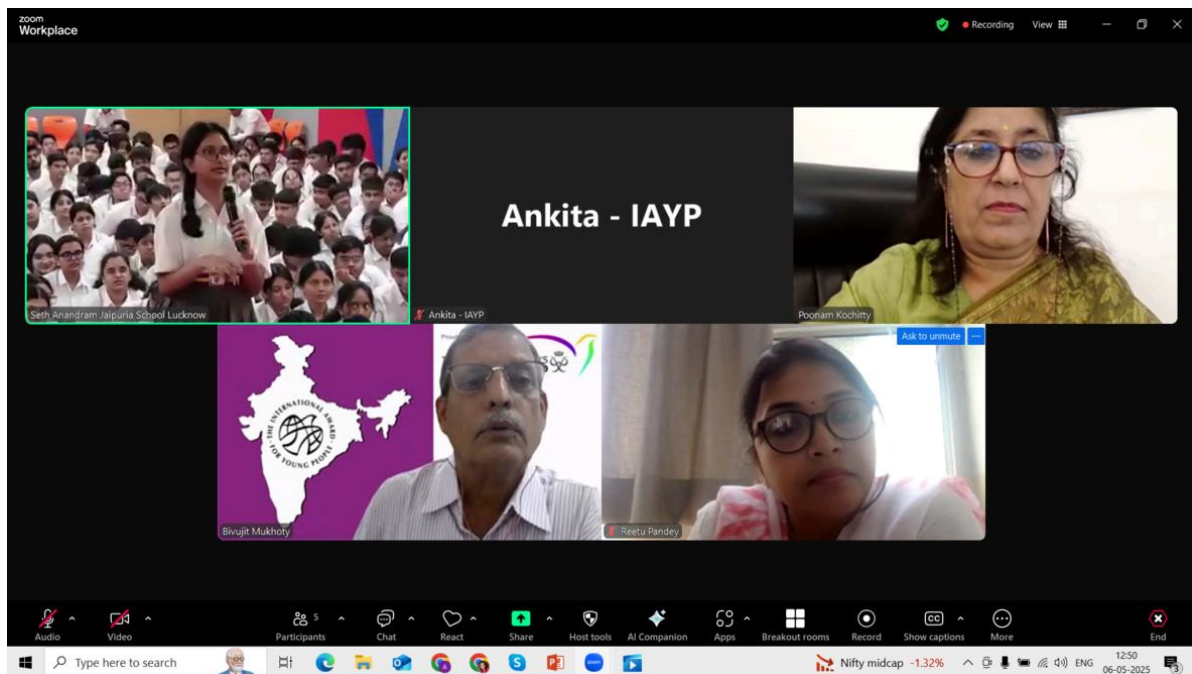 zoom
Workplace
Recording
View
Seth Anandram Jaipuria School Lucknow
Ankita - IAYP
Ankita - IAYP
Poonam Kochitty
THE INTERNATIONAL AWARD
FOR YOUNG PEOPLE
Bivujit Mukhoty
Ask to unmute
Reetu Pandey
Audio
Video
5
Participants
Chat
React
Share
Host tools
AI Companion
Apps
Breakout rooms
Record
CC
Show captions
More
End
Type here to search
zoom
Nifty midcap -1.32%
ENG
12:50
06-05-2025
3